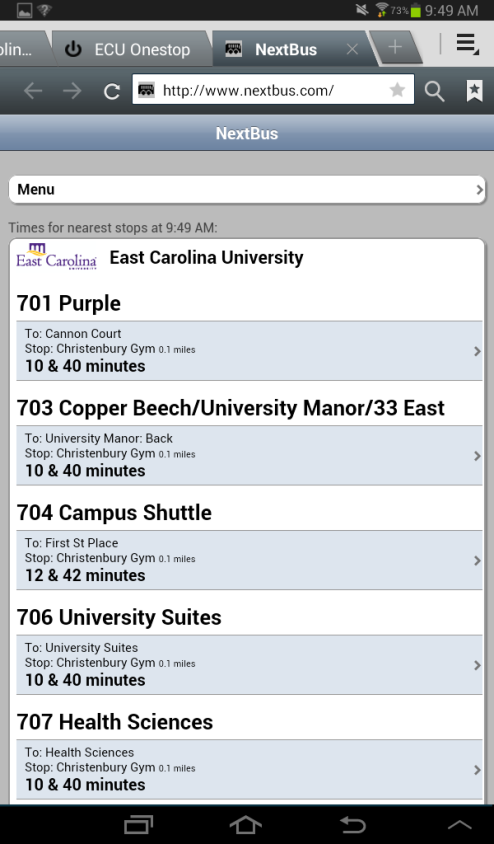 73% 9:49 AM
olin... ECU Onestop NextBus
http://www.nextbus.com/
NextBus
Menu
Times for nearest stops at 9:49 AM:
East Carolina UNIVERSITY East Carolina University
701 Purple
To: Cannon Court
Stop: Christenbury Gym 0.1 miles
10 & 40 minutes
703 Copper Beech/University Manor/33 East
To: University Manor: Back
Stop: Christenbury Gym 0.1 miles
10 & 40 minutes
704 Campus Shuttle
To: First St Place
Stop: Christenbury Gym 0.1 miles
12 & 42 minutes
706 University Suites
To: University Suites
Stop: Christenbury Gym 0.1 miles
10 & 40 minutes
707 Health Sciences
To: Health Sciences
Stop: Christenbury Gym 0.1 miles
10 & 40 minutes